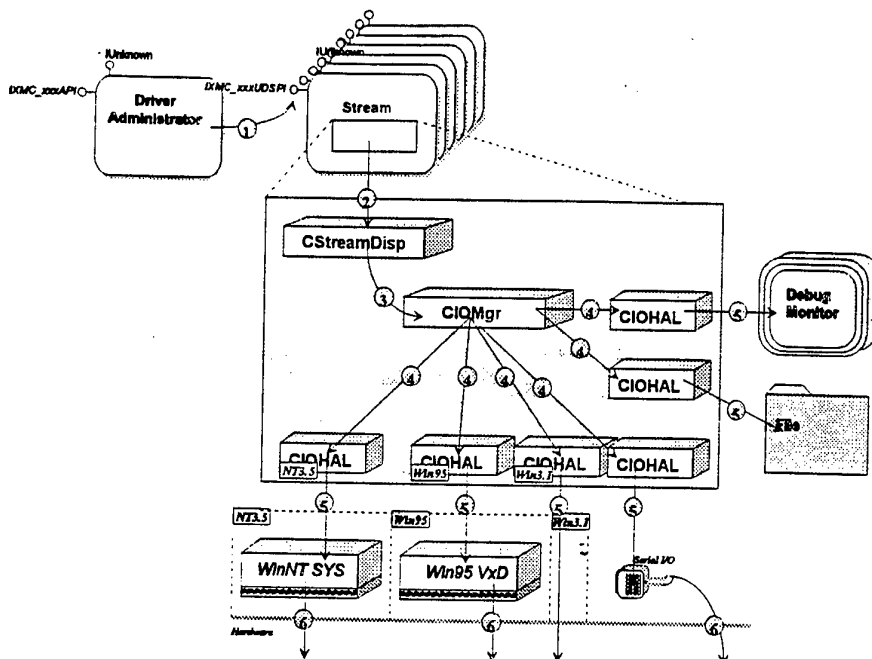 IUnknown
IUnknown
IXMC_xxxAPI
IXMC_xxxUDSPI
Driver
Administrator
Stream
1
2
CStreamDisp
3
CIOMgr
4
CIOHAL
5
Debug
Monitor
4
CIOHAL
5
Files
4
4
4
4
CIOHAL
NT3.5
CIOHAL
Win95
CIOHAL
Win3.1
CIOHAL
5
5
5
5
NT3.5
Win95
Win3.1
WinNT SYS
Win95 VxD
Serial I/O
6
6
6
Hardware